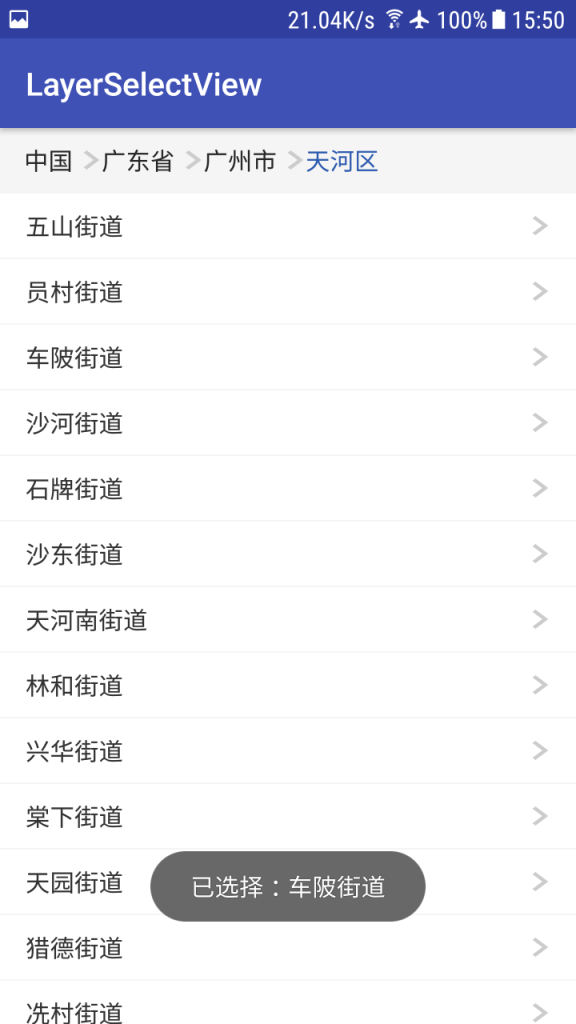 21.04K/s 100% 15:50
LayerSelectView
中国 广东省 广州市 天河区
五山街道
员村街道
车陂街道
沙河街道
石牌街道
沙东街道
天河南街道
林和街道
兴华街道
棠下街道
天园街道
已选择：车陂街道
猎德街道
冼村街道